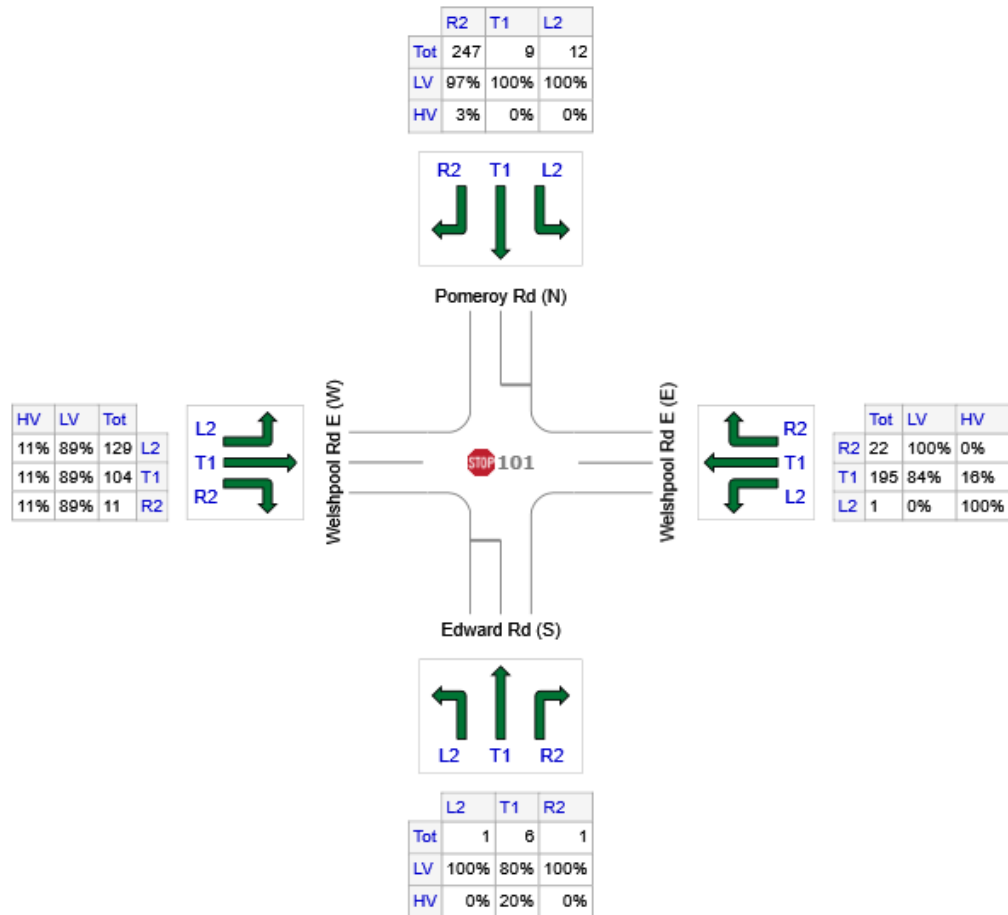 R2 T1 L2
Tot 247 9 12
LV 97% 100% 100%
HV 3% 0% 0%
R2 T1 L2
Pomeroy Rd (N)
HV LV Tot
11% 89% 129 L2
11% 89% 104 T1
11% 89% 11 R2
L2
T1
R2
Welshpool Rd E (W)
STOP 101
Welshpool Rd E (E)
R2
T1
L2
Tot LV HV
R2 22 100% 0%
T1 195 84% 16%
L2 1 0% 100%
Edward Rd (S)
L2 T1 R2
L2 T1 R2
Tot 1 6 1
LV 100% 80% 100%
HV 0% 20% 0%